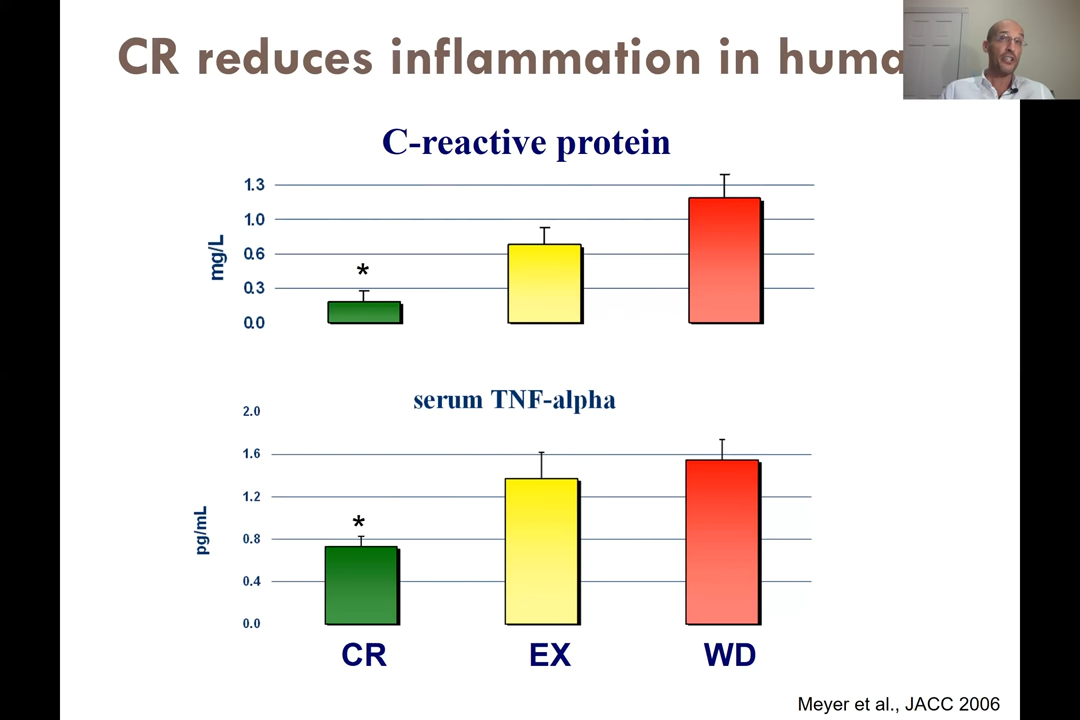 CR reduces inflammation in huma
C-reactive protein
1.3
1.0
0.6
0.3
0.0
mg/L
*
serum TNF-alpha
2.0
1.6
1.2
0.8
0.4
0.0
pg/mL
*
CR EX WD
Meyer et al., JACC 2006